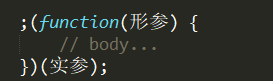 ;(function(形参) {
    // body...
})(实参);